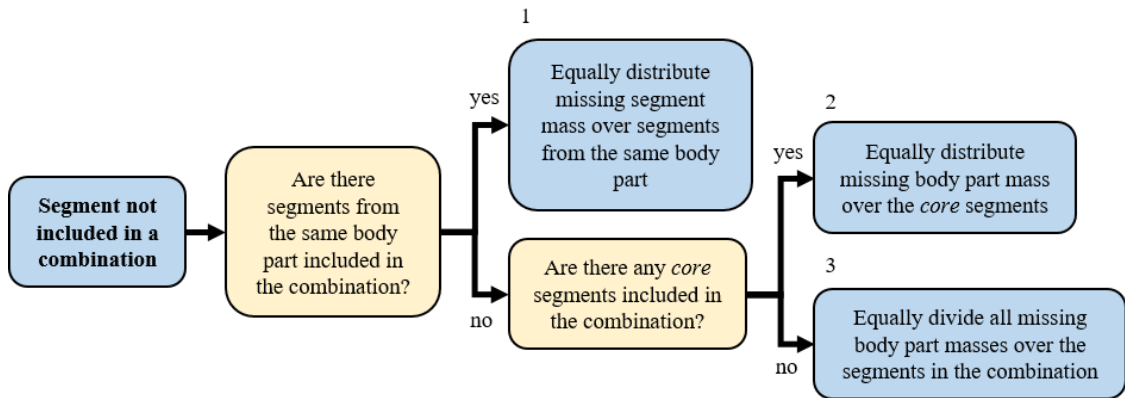 Segment not
included in a
combination
Are there
segments from
the same body
part included in
the combination?
yes
no
1
Equally distribute
missing segment
mass over segments
from the same body
part
Are there any core
segments included in
the combination?
yes
no
2
Equally distribute
missing body part mass
over the core segments
3
Equally divide all missing
body part masses over the
segments in the combination